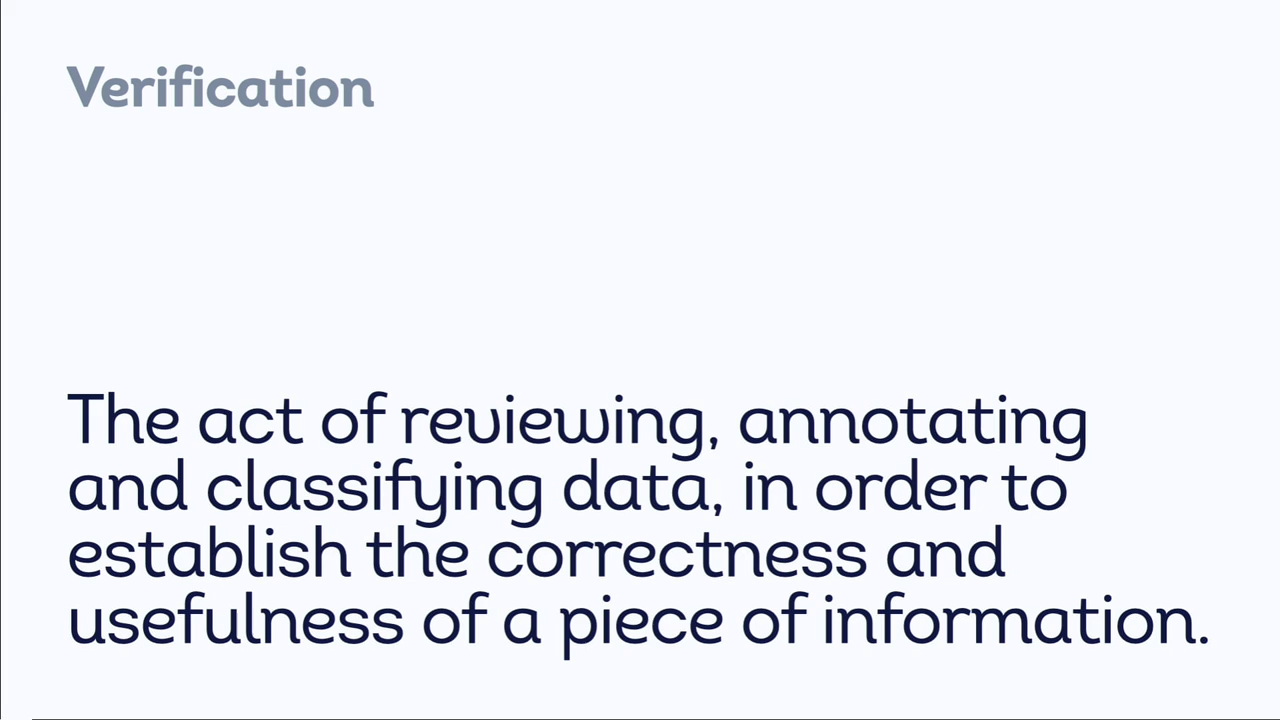 Verification
The act of reviewing, annotating
and classifying data, in order to
establish the correctness and
usefulness of a piece of information.